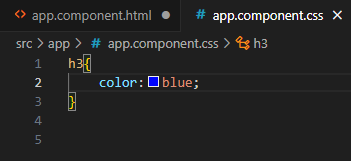 <> app.component.html ● # app.component.css ×
src > app > # app.component.css > h3
1 h3{
2 color: blue;
3 }
4
5